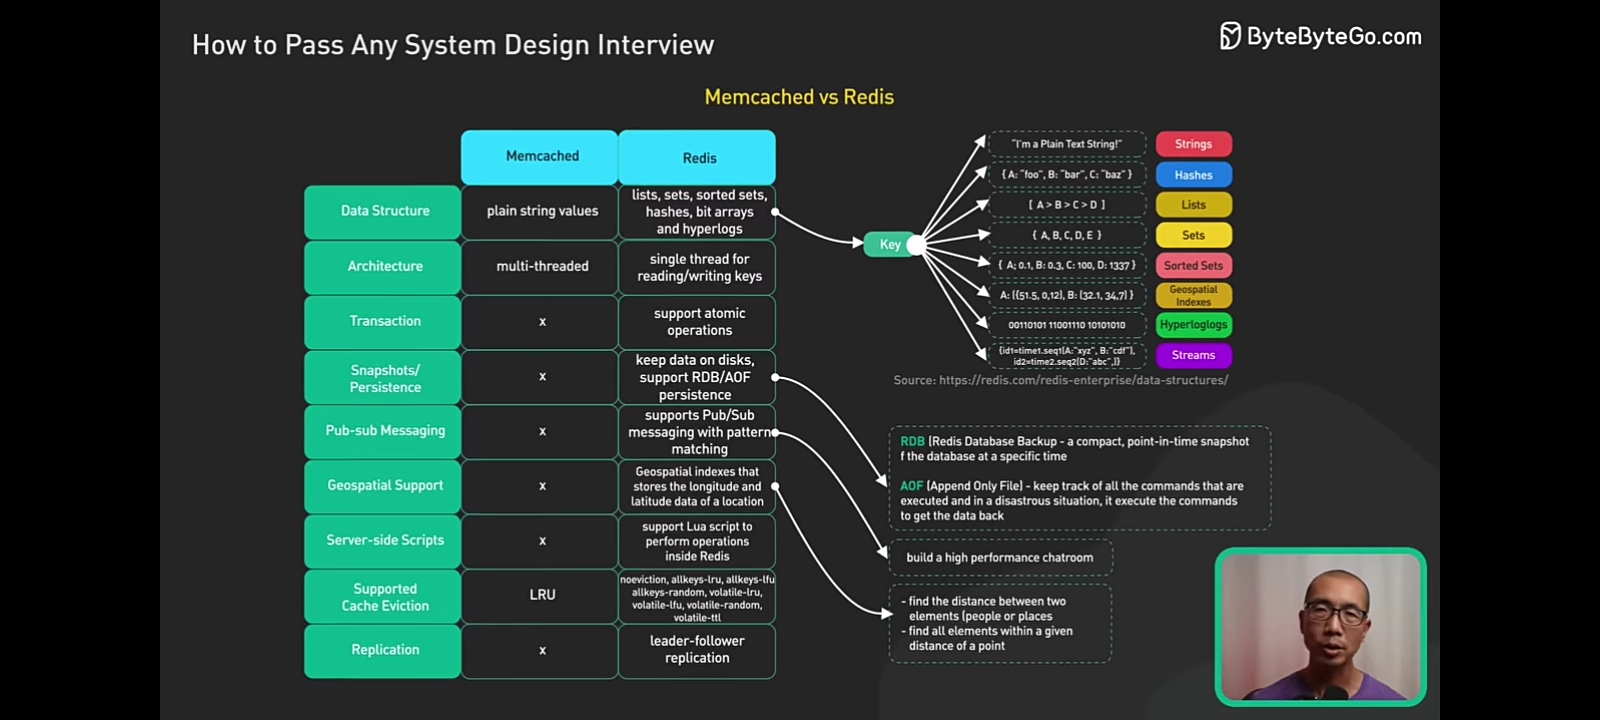 How to Pass Any System Design Interview
ByteByteGo.com
Memcached vs Redis
Memcached
Redis
Data Structure
plain string values
lists, sets, sorted sets,
hashes, bit arrays
and hyperlogs
Architecture
multi-threaded
single thread for
reading/writing keys
Transaction
x
support atomic
operations
Snapshots/
Persistence
x
keep data on disks,
support RDB/AOF
persistence
Pub-sub Messaging
x
supports Pub/Sub
messaging with pattern
matching
Geospatial Support
x
Geospatial indexes that
stores the longitude and
latitude data of a location
Server-side Scripts
x
support Lua script to
perform operations
inside Redis
Supported
Cache Eviction
LRU
noeviction, allkeys-lru, allkeys-lfu
allkeys-random, volatile-lru,
volatile-lfu, volatile-random,
volatile-ttl
Replication
x
leader-follower
replication
Key
"I'm a Plain Text String!"
Strings
{ A: "foo", B: "bar", C: "baz" }
Hashes
[ A > B > C > D ]
Lists
{ A, B, C, D, E }
Sets
{ A: 0.1, B: 0.3, C: 100, D: 1337 }
Sorted Sets
A: [{51.5, 0,12}, B: (32.1, 34,7] }
Geospatial
Indexes
00110101 11001110 10101010
Hyperloglogs
{id1=time1.seq1(A:"xyz", B:"cdf"),
id2=time2.seq2(D:"abc",)}
Streams
Source: https://redis.com/redis-enterprise/data-structures/
RDB (Redis Database Backup - a compact, point-in-time snapshot
f the database at a specific time
AOF (Append Only File) - keep track of all the commands that are
executed and in a disastrous situation, it execute the commands
to get the data back
build a high performance chatroom
- find the distance between two
elements (people or places
- find all elements within a given
distance of a point